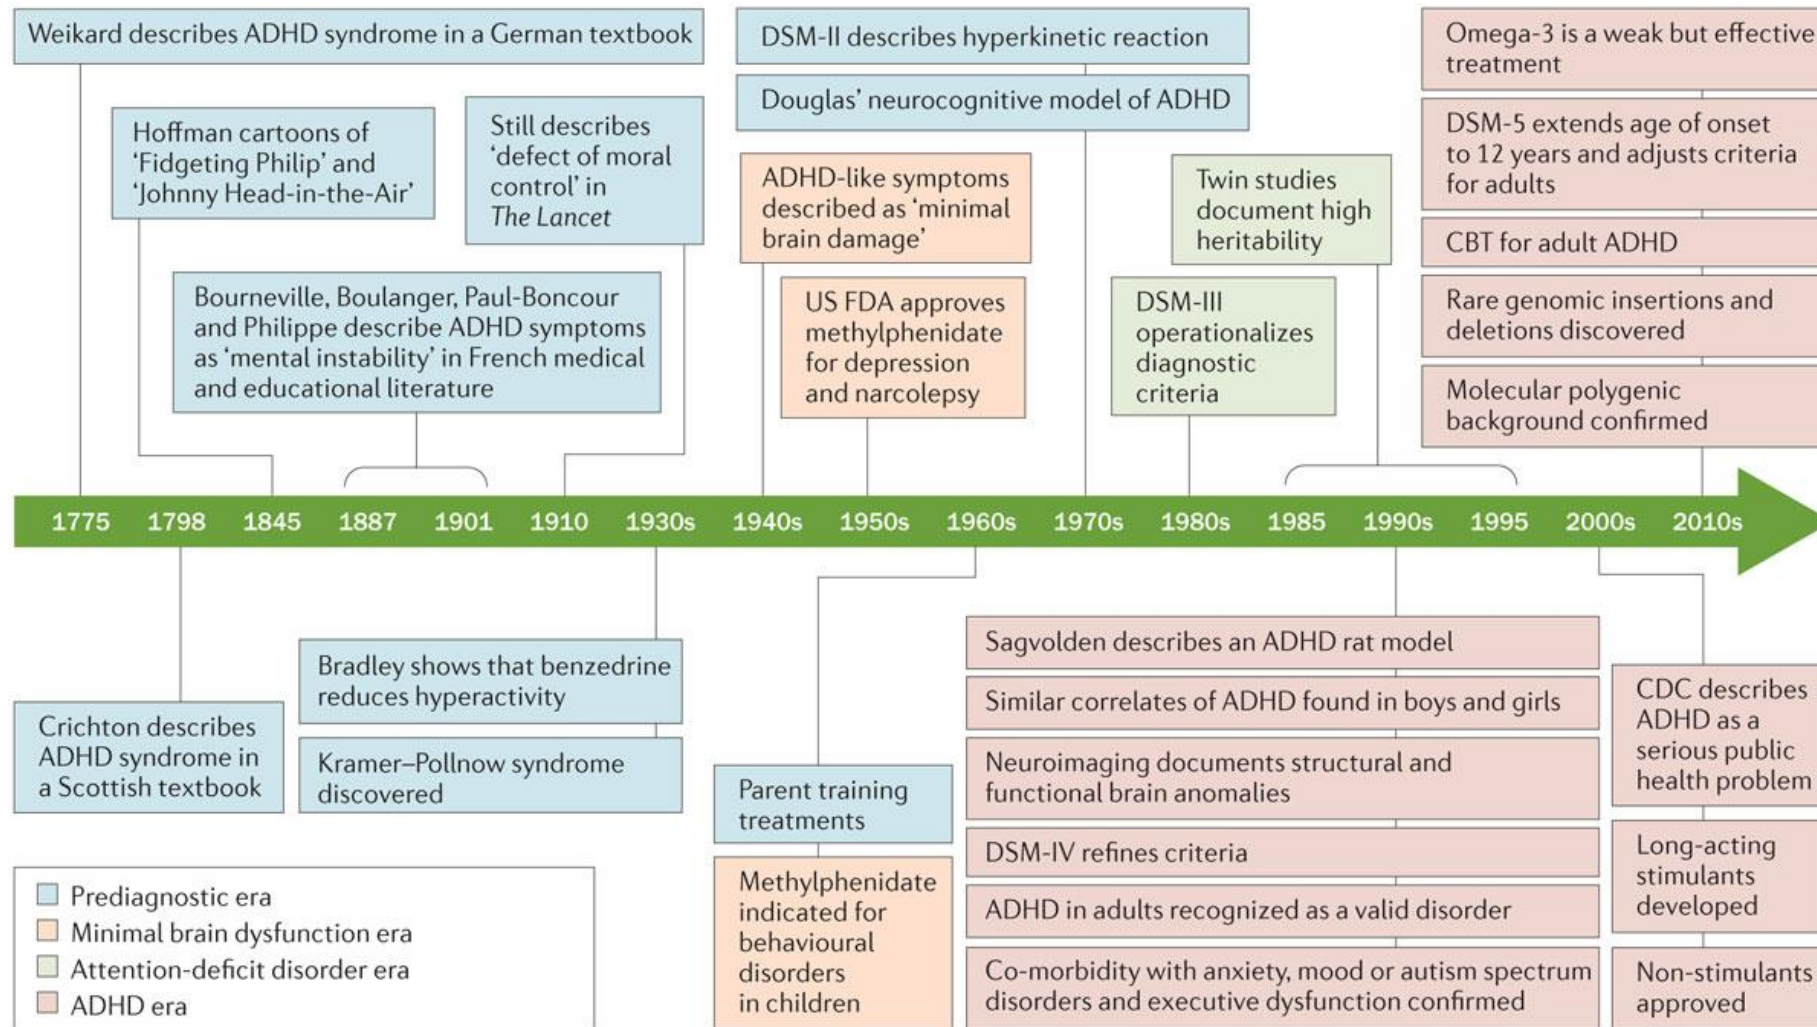 Weikard describes ADHD syndrome in a German textbook
Hoffman cartoons of
‘Fidgeting Philip’ and
‘Johnny Head-in-the-Air’
Still describes
‘defect of moral
control’ in
The Lancet
Bourneville, Boulanger, Paul-Boncour
and Philippe describe ADHD symptoms
as ‘mental instability’ in French medical
and educational literature
DSM-II describes hyperkinetic reaction
Douglas’ neurocognitive model of ADHD
ADHD-like symptoms
described as ‘minimal
brain damage’
US FDA approves
methylphenidate
for depression
and narcolepsy
Twin studies
document high
heritability
DSM-III
operationalizes
diagnostic
criteria
Omega-3 is a weak but effective
treatment
DSM-5 extends age of onset
to 12 years and adjusts criteria
for adults
CBT for adult ADHD
Rare genomic insertions and
deletions discovered
Molecular polygenic
background confirmed
1775 1798 1845 1887 1901 1910 1930s 1940s 1950s 1960s 1970s 1980s 1985 1990s 1995 2000s 2010s
Crichton describes
ADHD syndrome in
a Scottish textbook
Bradley shows that benzedrine
reduces hyperactivity
Kramer–Pollnow syndrome
discovered
Parent training
treatments
Methylphenidate
indicated for
behavioural
disorders
in children
Sagvolden describes an ADHD rat model
Similar correlates of ADHD found in boys and girls
Neuroimaging documents structural and
functional brain anomalies
DSM-IV refines criteria
ADHD in adults recognized as a valid disorder
Co-morbidity with anxiety, mood or autism spectrum
disorders and executive dysfunction confirmed
CDC describes
ADHD as a
serious public
health problem
Long-acting
stimulants
developed
Non-stimulants
approved
Prediagnostic era
Minimal brain dysfunction era
Attention-deficit disorder era
ADHD era